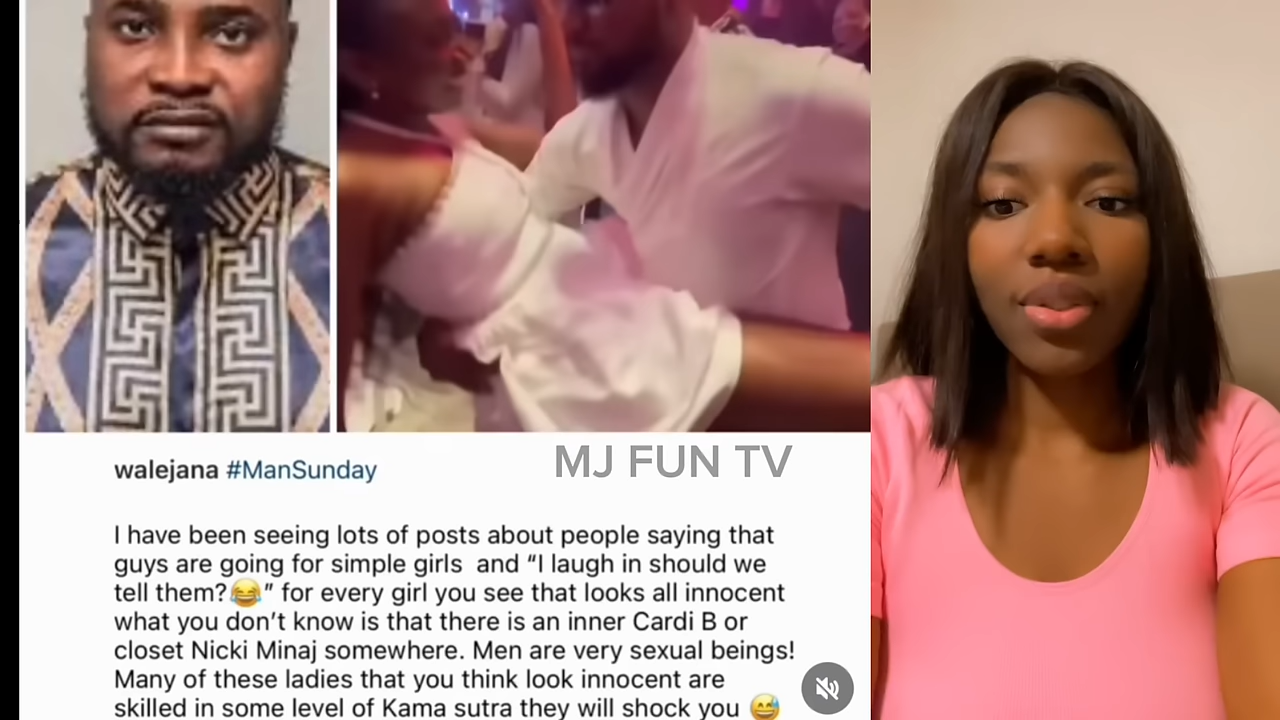 MJ FUN TV
walejana #ManSunday
I have been seeing lots of posts about people saying that
guys are going for simple girls and “I laugh in should we
tell them?😂” for every girl you see that looks all innocent
what you don’t know is that there is an inner Cardi B or
closet Nicki Minaj somewhere. Men are very sexual beings!
Many of these ladies that you think look innocent are
skilled in some level of Kama sutra they will shock you 😅